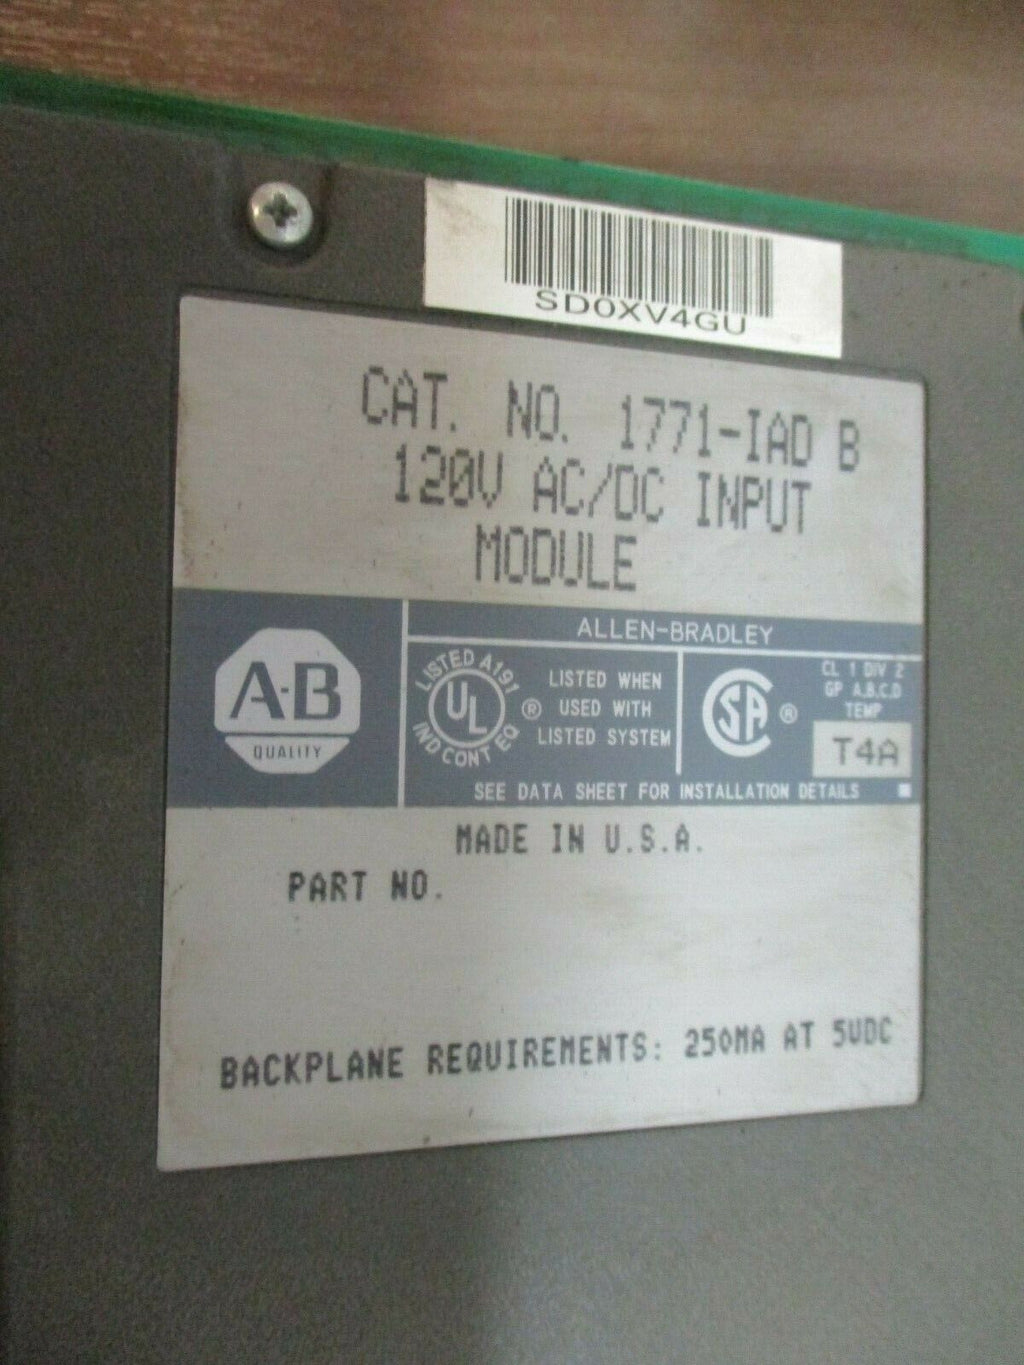 SD0XV4GU
CAT. NO. 1771-IAD B
120V AC/DC INPUT
MODULE
ALLEN-BRADLEY
A-B
QUALITY
LISTED A191
UL
IND CONT EQ
®
LISTED WHEN
USED WITH
LISTED SYSTEM
SA
®
CL 1 DIV 2
GP A,B,C,D
TEMP
T4A
SEE DATA SHEET FOR INSTALLATION DETAILS
MADE IN U.S.A.
PART NO.
BACKPLANE REQUIREMENTS: 250MA AT 5VDC